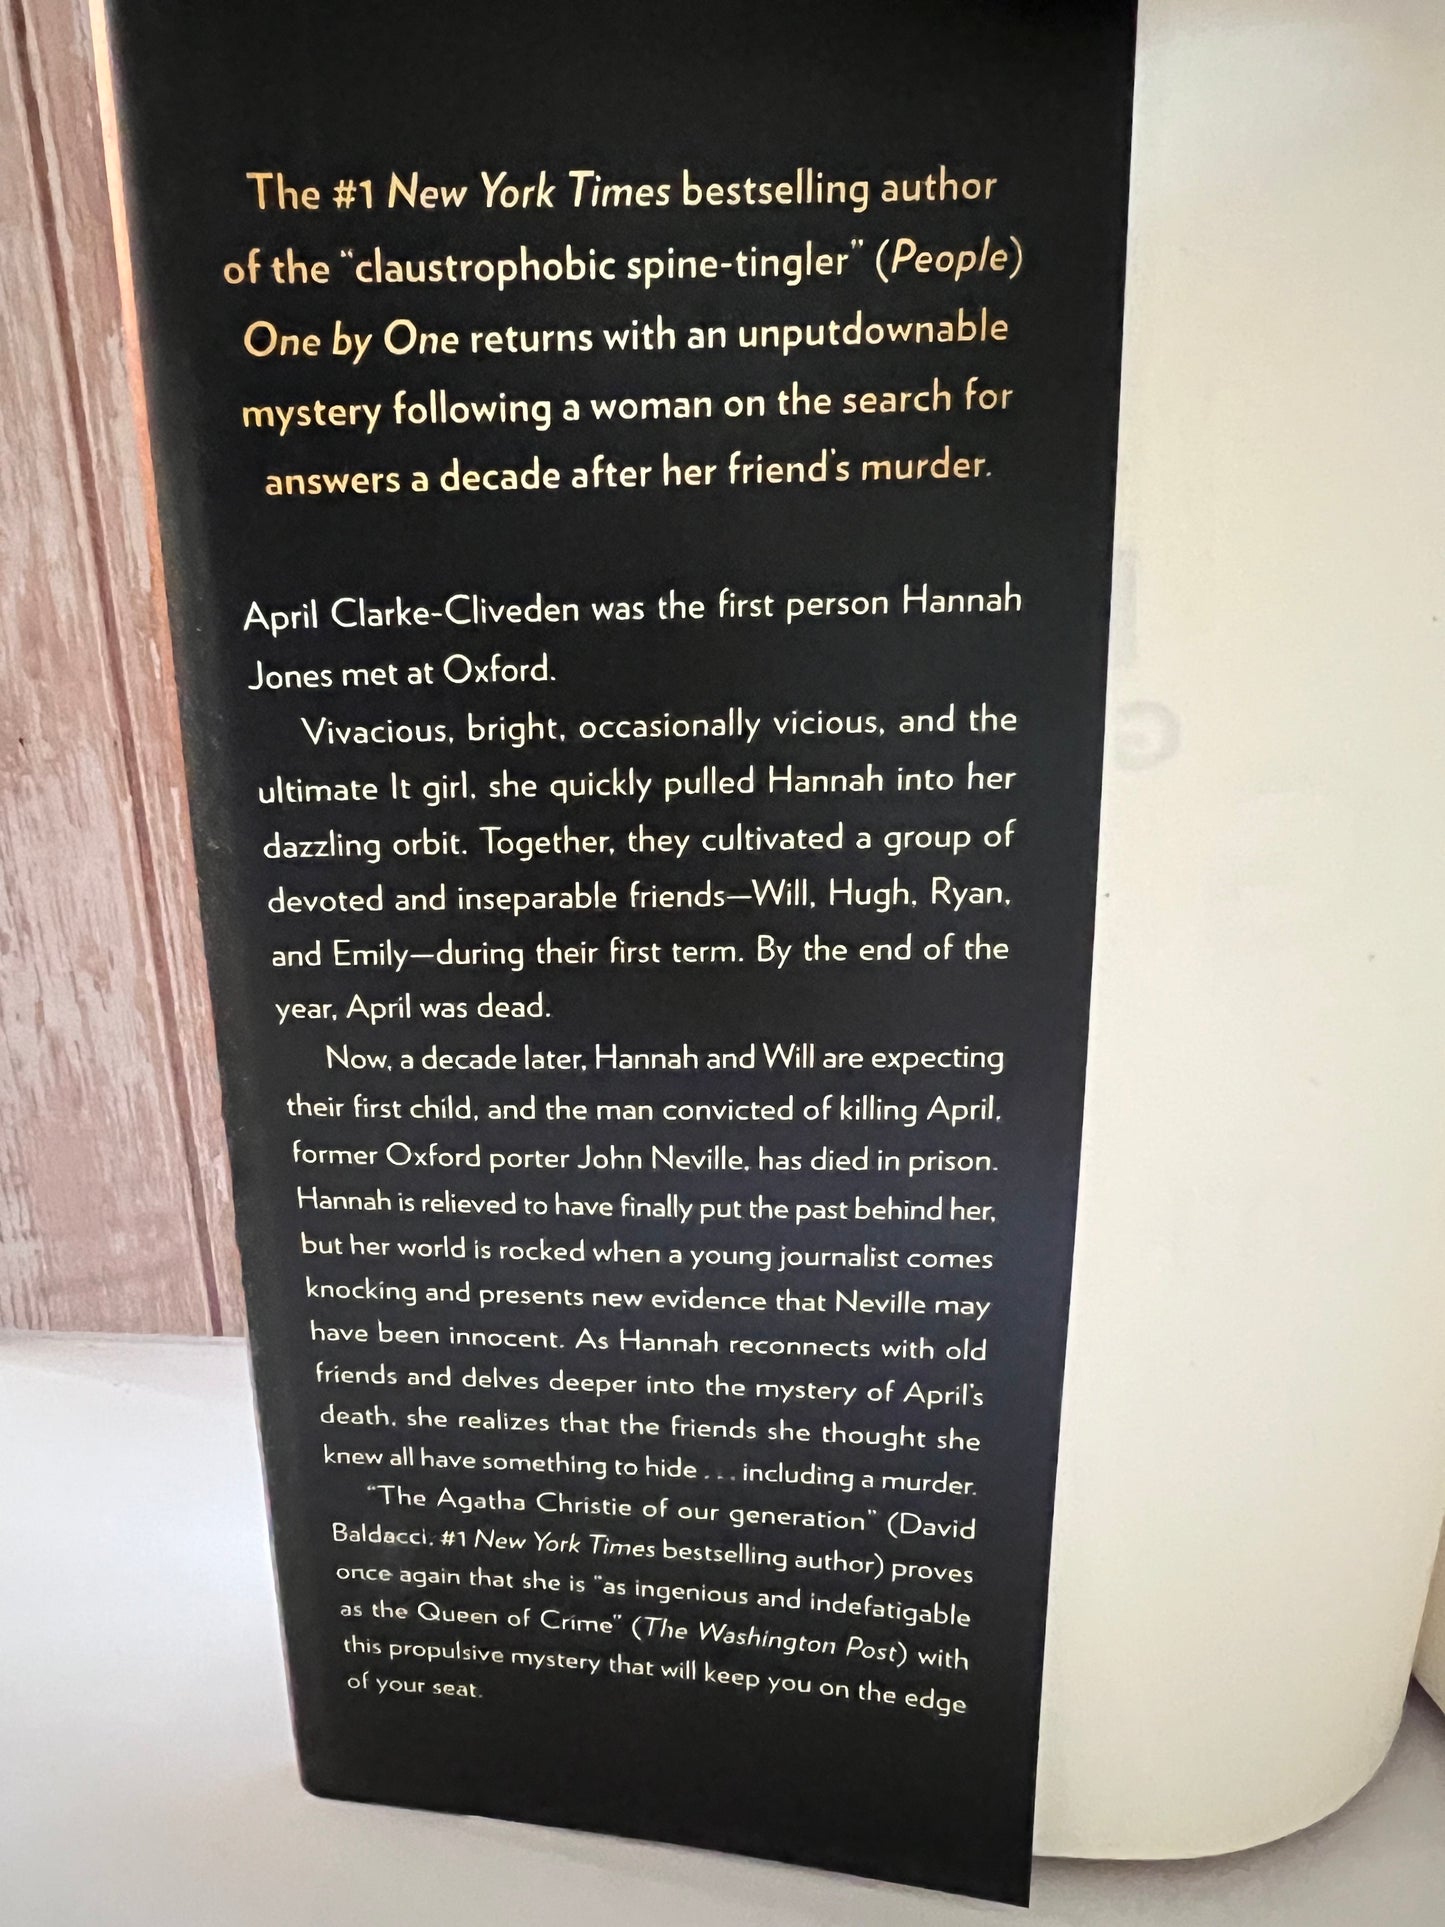 The #1 New York Times bestselling author
of the “claustrophobic spine-tingler” (People)
One by One returns with an unputdownable
mystery following a woman on the search for
answers a decade after her friend's murder.
April Clarke-Cliveden was the first person Hannah
Jones met at Oxford.
Vivacious, bright, occasionally vicious, and the
ultimate It girl, she quickly pulled Hannah into her
dazzling orbit. Together, they cultivated a group of
devoted and inseparable friends—Will, Hugh, Ryan,
and Emily—during their first term. By the end of the
year, April was dead.
Now, a decade later, Hannah and Will are expecting
their first child, and the man convicted of killing April,
former Oxford porter John Neville, has died in prison.
Hannah is relieved to have finally put the past behind her,
but her world is rocked when a young journalist comes
knocking and presents new evidence that Neville may
have been innocent. As Hannah reconnects with old
friends and delves deeper into the mystery of April's
death, she realizes that the friends she thought she
knew all have something to hide . . . including a murder.
“The Agatha Christie of our generation” (David
Baldacci, #1 New York Times bestselling author) proves
once again that she is “as ingenious and indefatigable
as the Queen of Crime” (The Washington Post) with
this propulsive mystery that will keep you on the edge
of your seat.